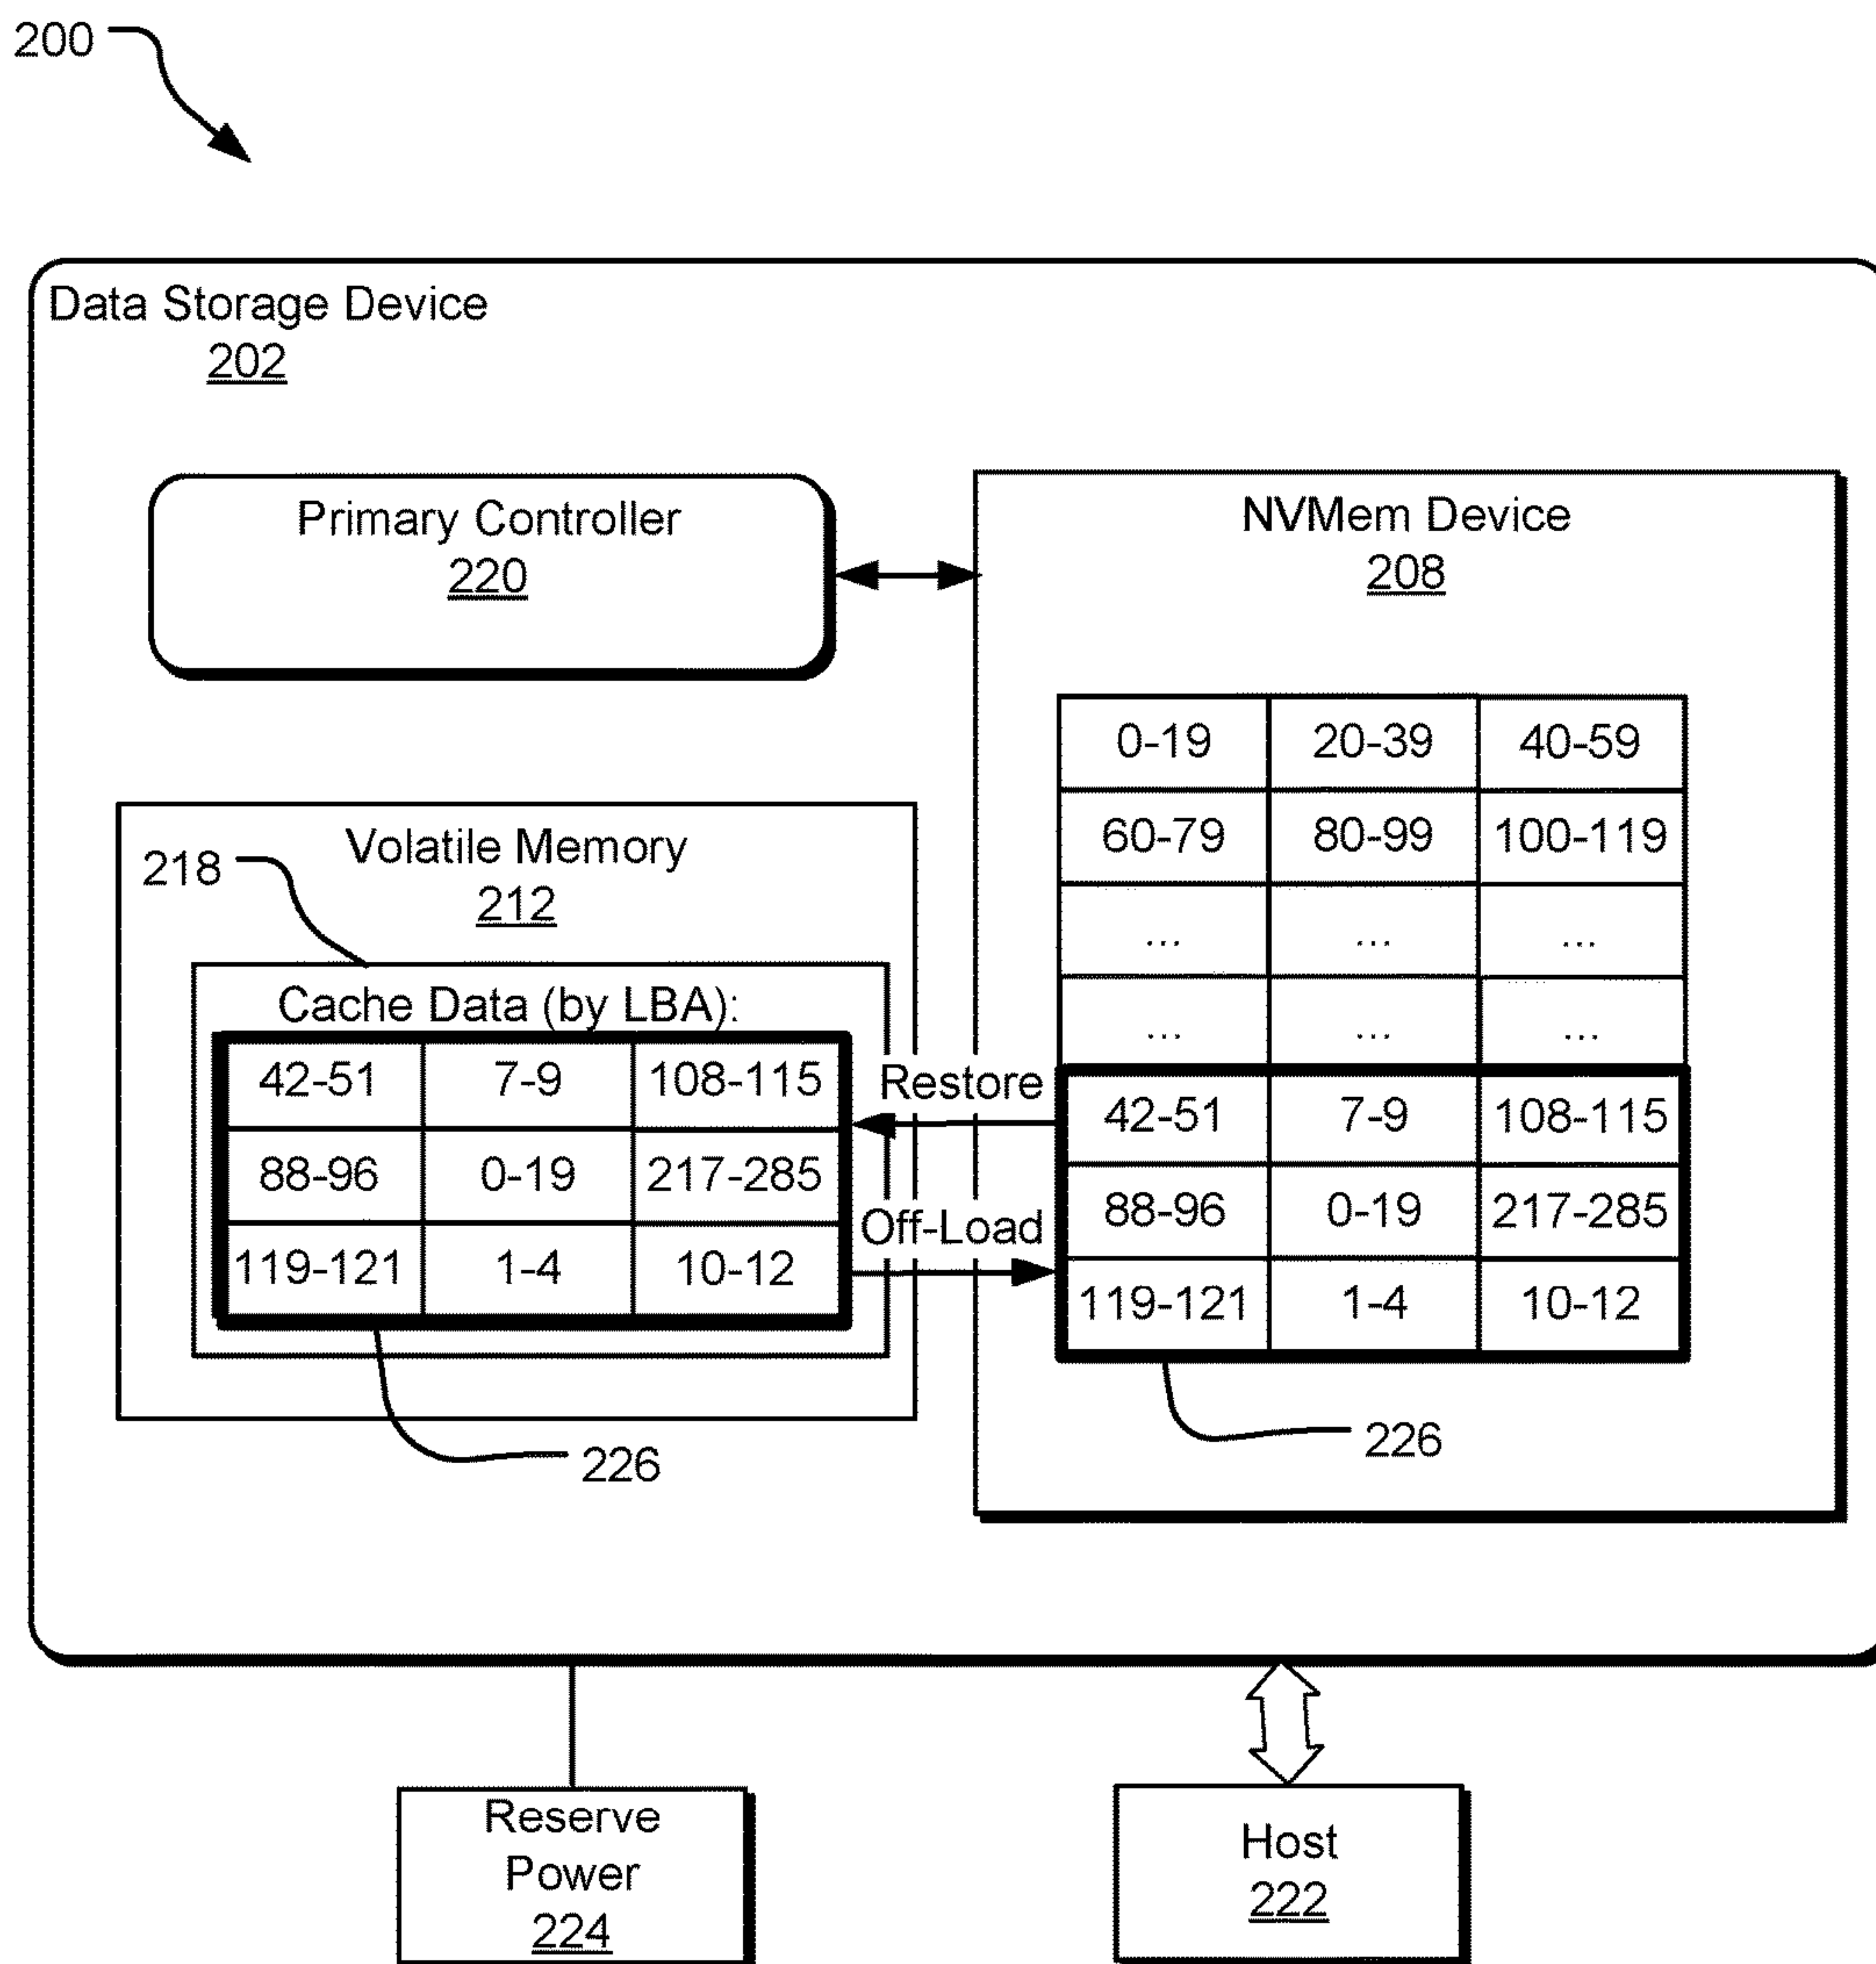 200
Data Storage Device
202
Primary Controller
220
NVMem Device
208
0-19 20-39 40-59
60-79 80-99 100-119
... ... ...
... ... ...
42-51 7-9 108-115
88-96 0-19 217-285
119-121 1-4 10-12
226
Volatile Memory
212
218
Cache Data (by LBA):
42-51 7-9 108-115
88-96 0-19 217-285
119-121 1-4 10-12
226
Restore
Off-Load
Reserve
Power
224
Host
222